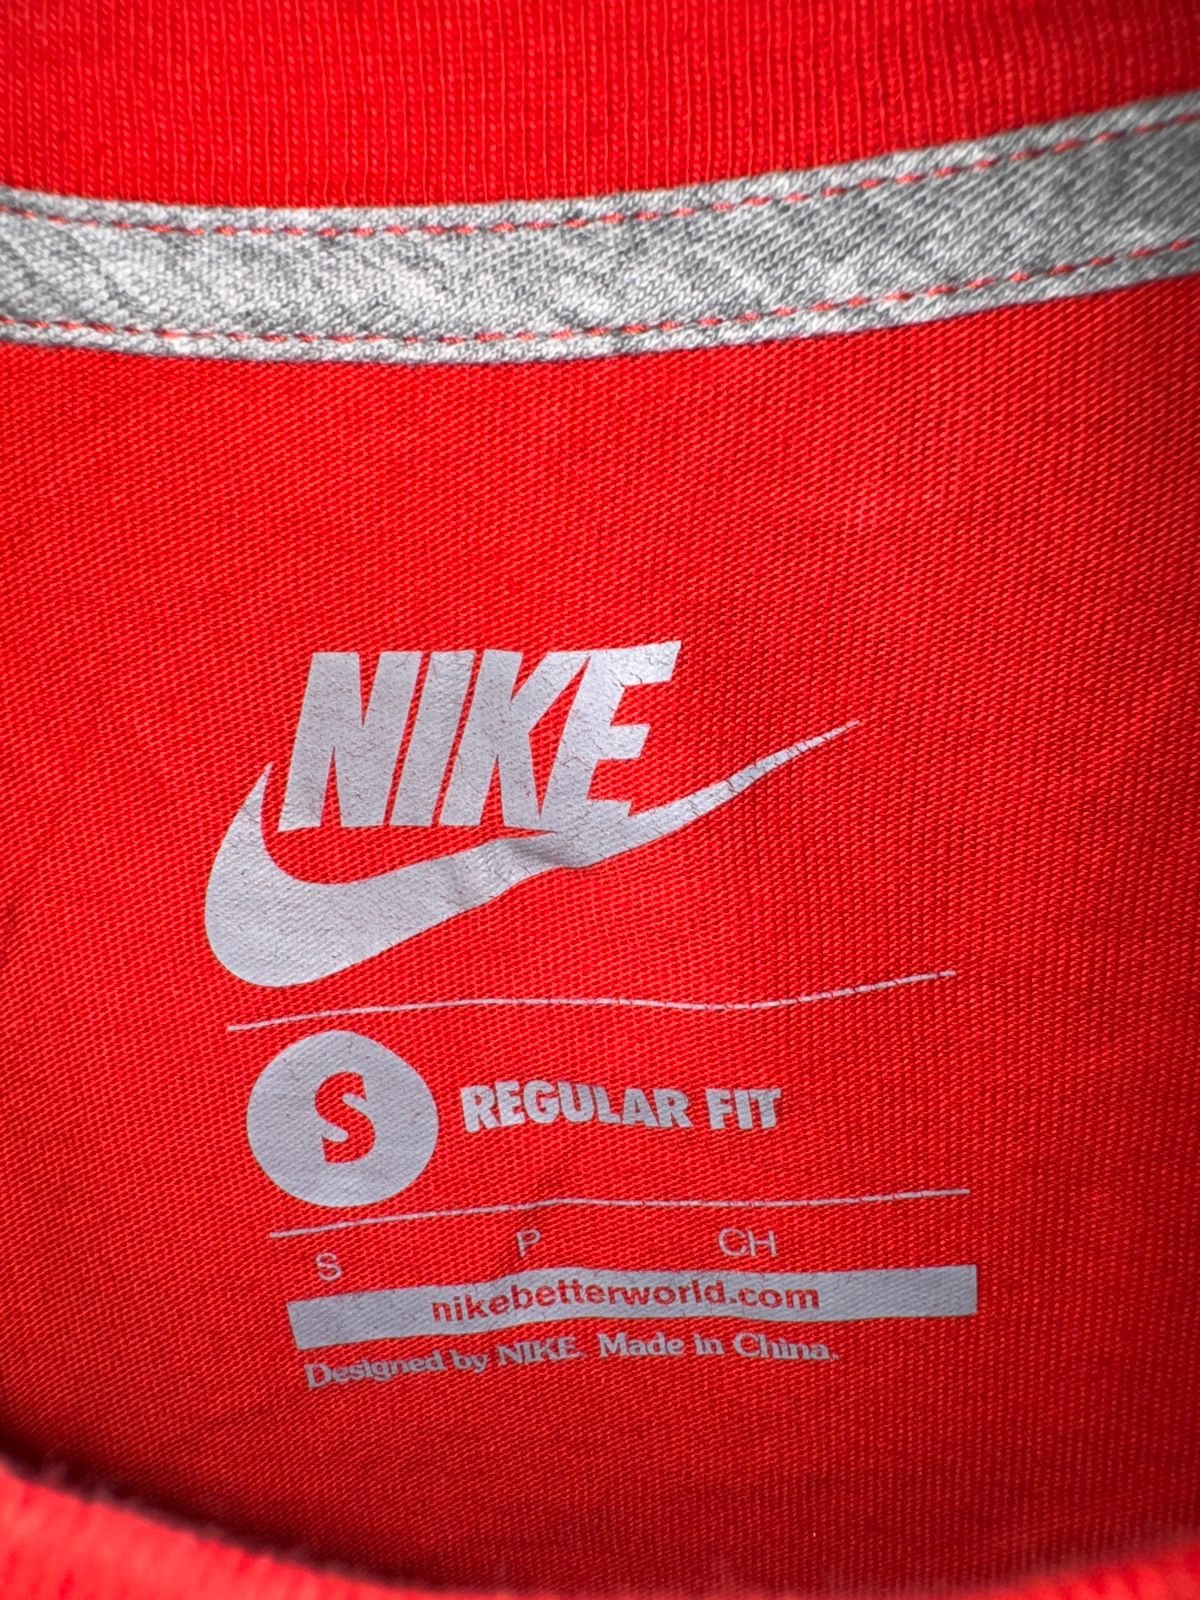 NIKE
S REGULAR FIT
S P CH
nikebetterworld.com
Designed by NIKE. Made in China.